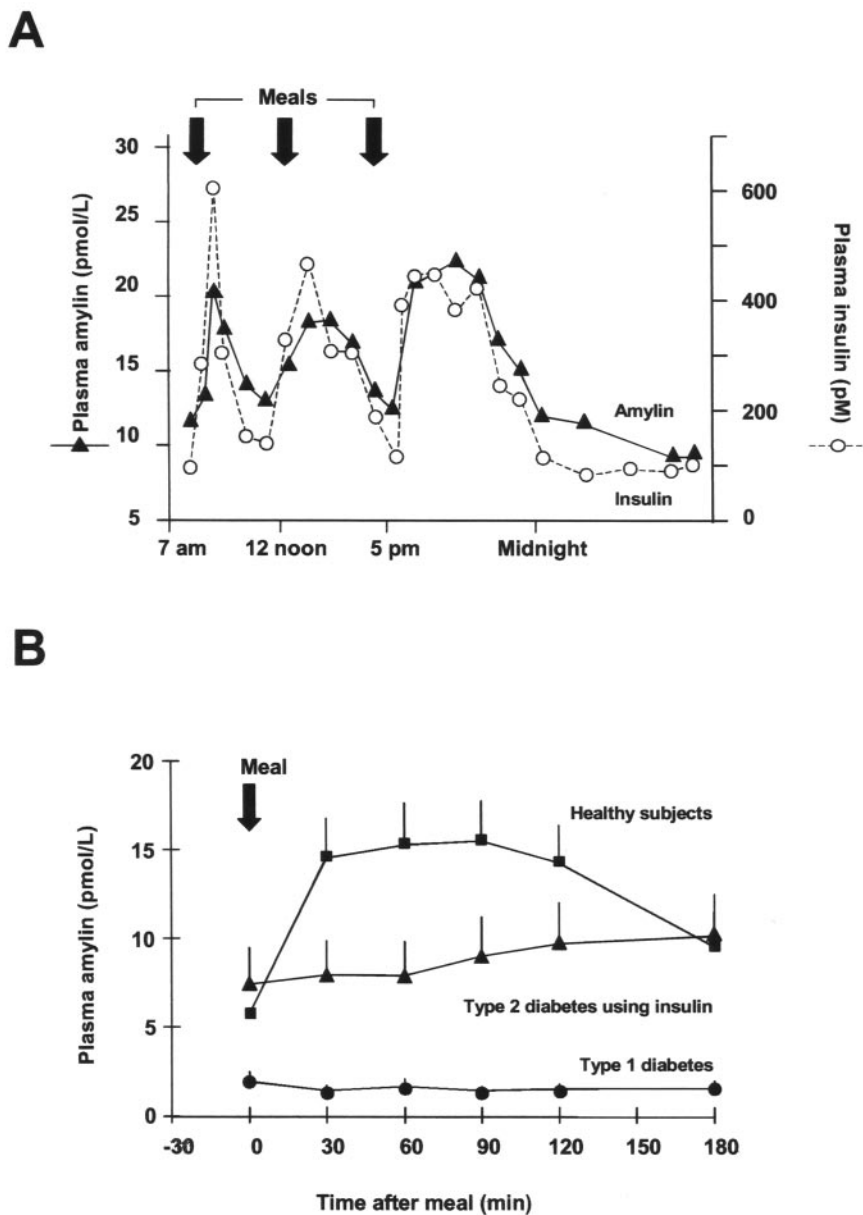 A
Meals
30
25
20
15
10
5
Plasma amylin (pmol/L)
600
400
200
0
Plasma insulin (pM)
Amylin
Insulin
7 am 12 noon 5 pm Midnight
B
20
15
10
5
0
Plasma amylin (pmol/L)
Meal
Healthy subjects
Type 2 diabetes using insulin
Type 1 diabetes
-30 0 30 60 90 120 150 180
Time after meal (min)